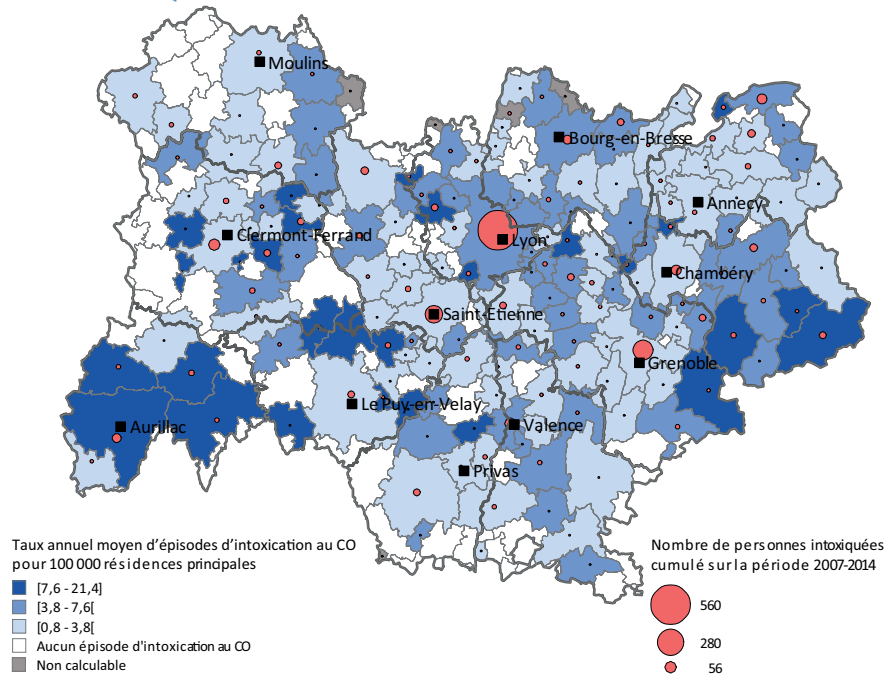 Moulins
Bourg-en-Bresse
Annecy
Clermont-Ferrand
Lyon
Chambéry
Saint-Etienne
Grenoble
Le Puy-en-Velay
Aurillac
Valence
Privas
Taux annuel moyen d'épisodes d'intoxication au CO
pour 100 000 résidences principales
[7,6 - 21,4]
[3,8 - 7,6[
[0,8 - 3,8[
Aucun épisode d'intoxication au CO
Non calculable
Nombre de personnes intoxiquées
cumulé sur la période 2007-2014
560
280
56